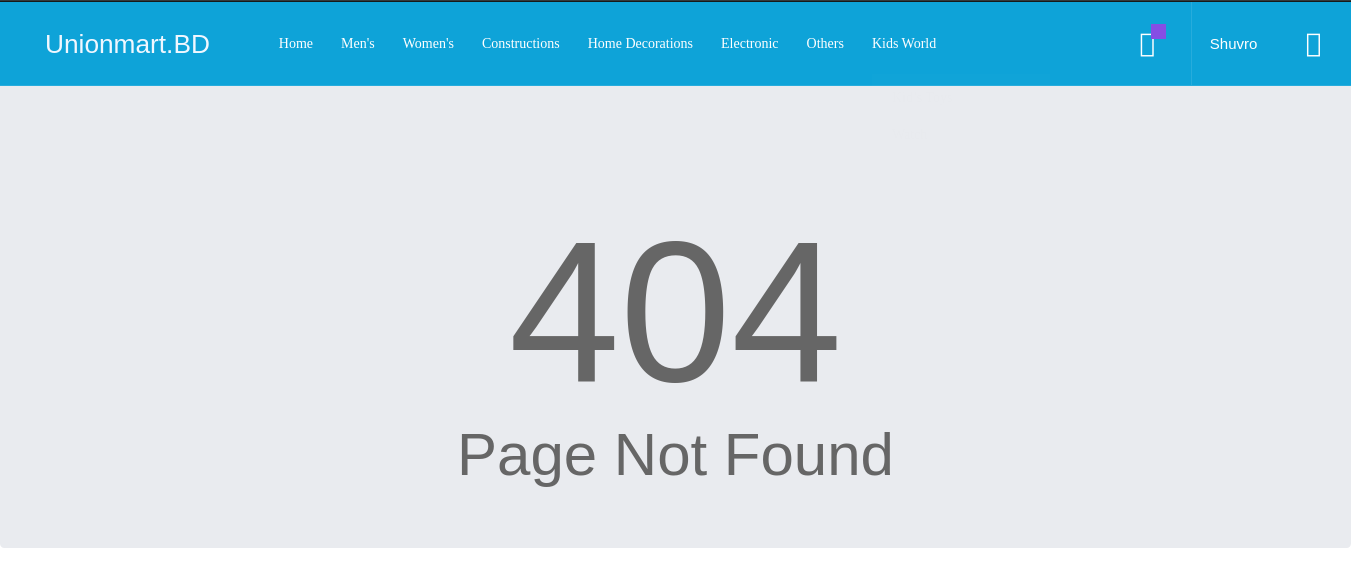 Unionmart.BD Home Men's Women's Constructions Home Decorations Electronic Others Kids World Shuvro
404
Page Not Found